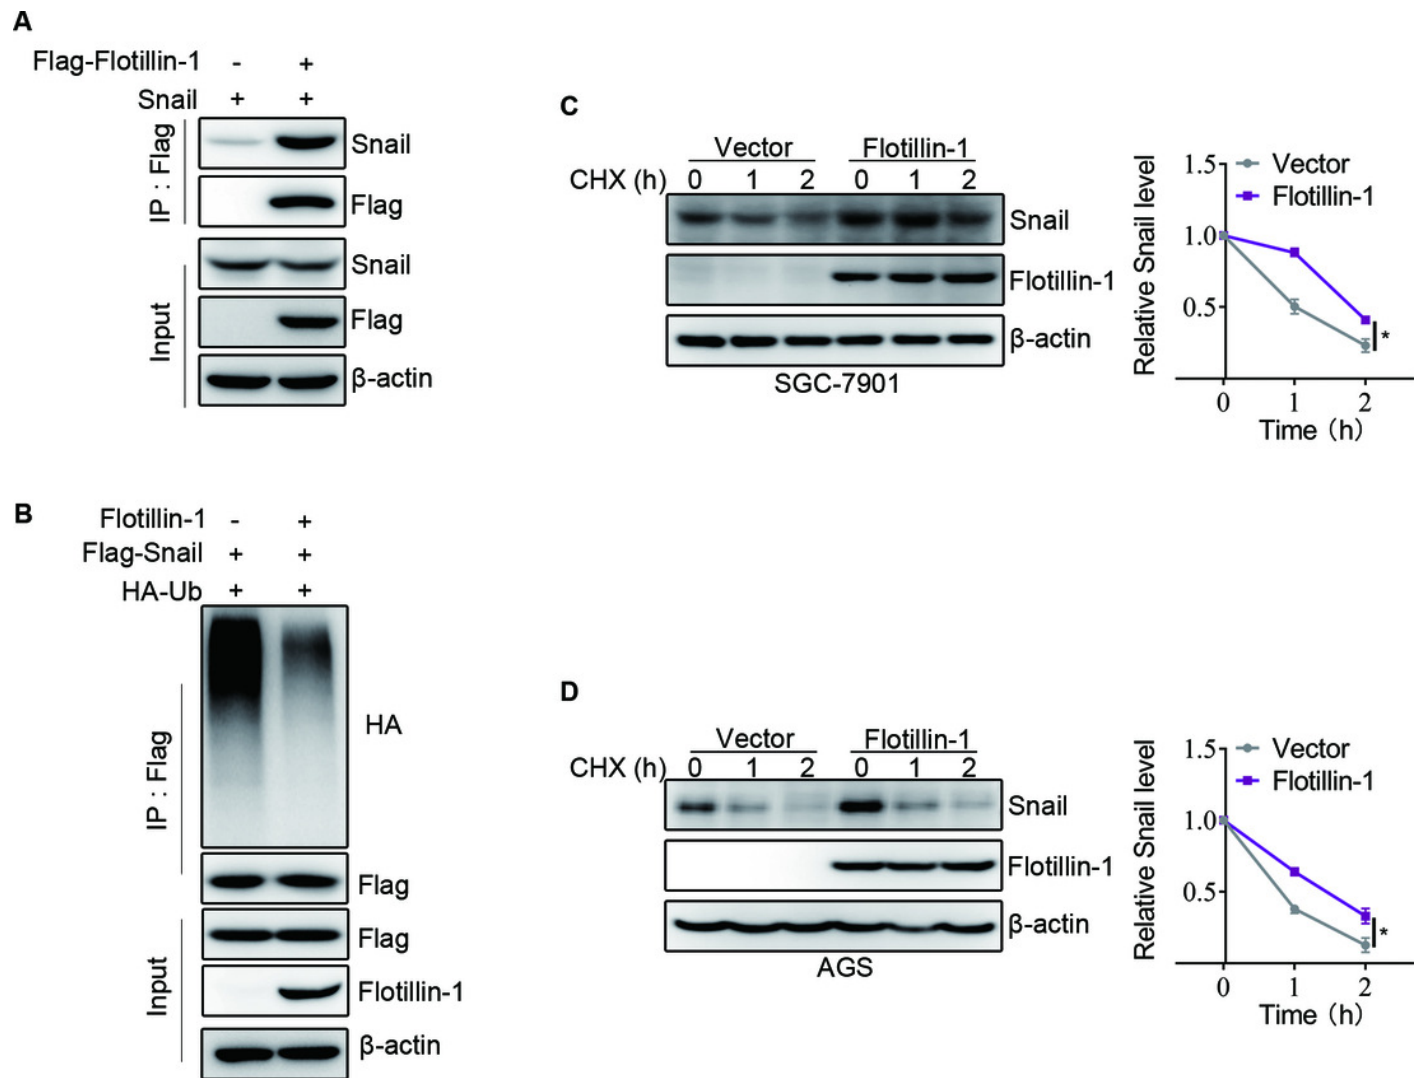 A
Flag-Flotillin-1 - +
Snail + +
IP : Flag
Snail
Flag
Input
Snail
Flag
β-actin
B
Flotillin-1 - +
Flag-Snail + +
HA-Ub + +
IP : Flag
HA
Flag
Input
Flag
Flotillin-1
β-actin
C
Vector Flotillin-1
CHX (h) 0 1 2 0 1 2
Snail
Flotillin-1
β-actin
SGC-7901
Relative Snail level
1.5
1.0
0.5
Vector
Flotillin-1
*
0 1 2
Time (h)
D
Vector Flotillin-1
CHX (h) 0 1 2 0 1 2
Snail
Flotillin-1
β-actin
AGS
Relative Snail level
1.5
1.0
0.5
Vector
Flotillin-1
*
0 1 2
Time (h)